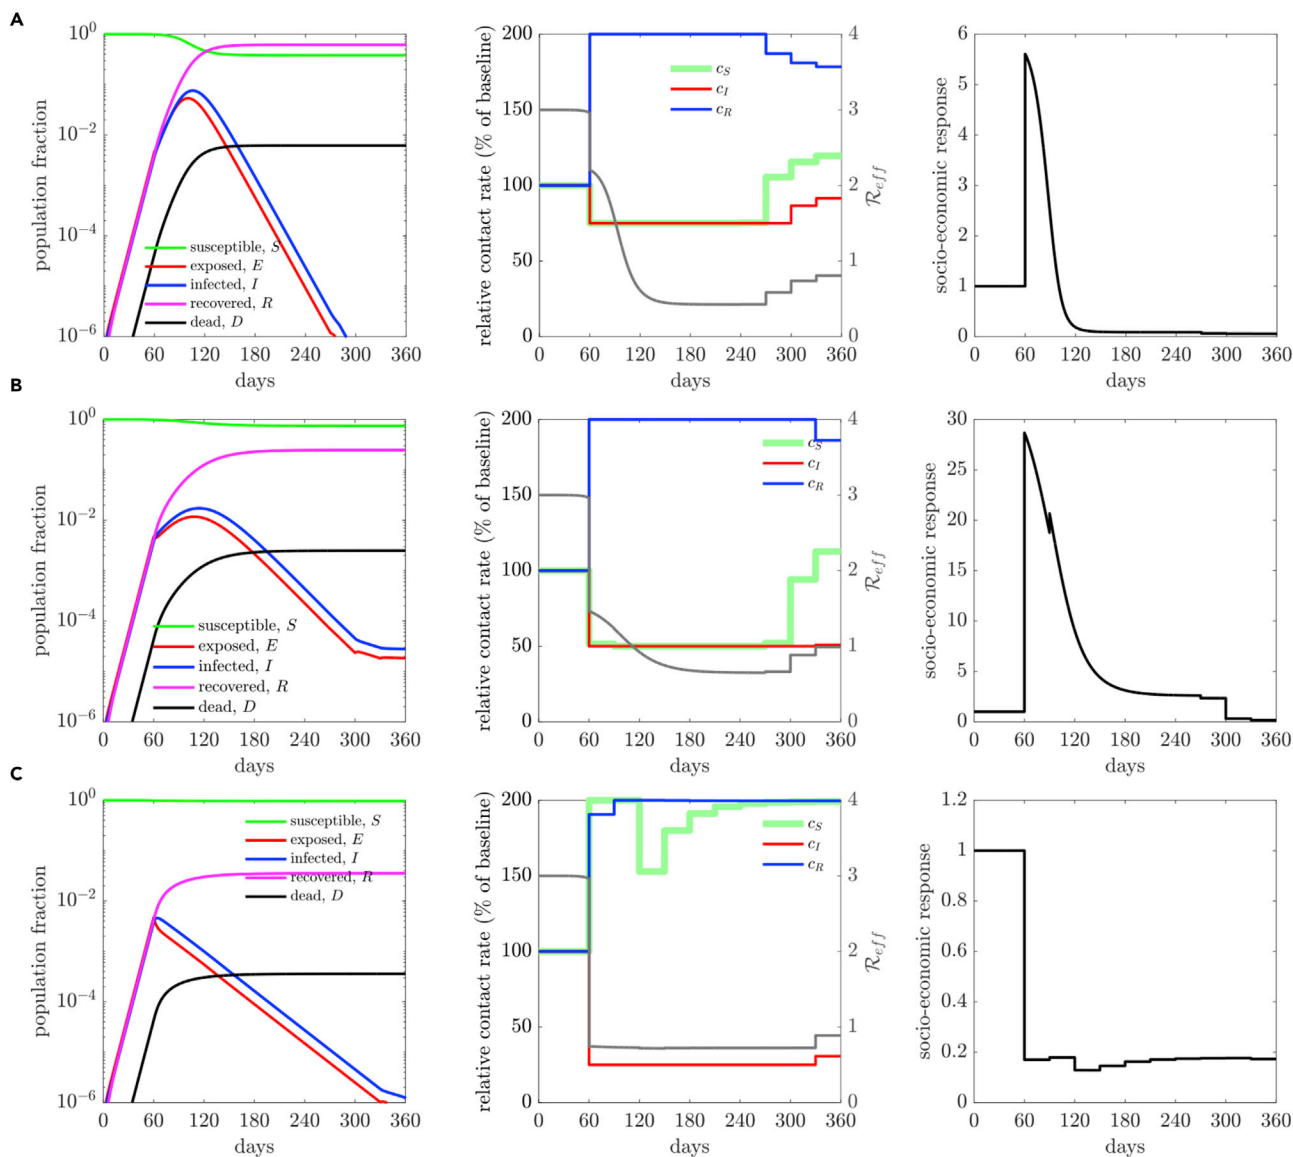 A
population fraction
10^0
10^-2
10^-4
10^-6
susceptible, S
exposed, E
infected, I
recovered, R
dead, D
0 60 120 180 240 300 360
days
relative contact rate (% of baseline)
200
150
100
50
0
c_S
c_I
c_R
4
3
2
1
0
R_eff
0 60 120 180 240 300 360
days
socio-economic response
6
5
4
3
2
1
0
0 60 120 180 240 300 360
days
B
population fraction
10^0
10^-2
10^-4
10^-6
susceptible, S
exposed, E
infected, I
recovered, R
dead, D
0 60 120 180 240 300 360
days
relative contact rate (% of baseline)
200
150
100
50
0
c_S
c_I
c_R
4
3
2
1
0
R_eff
0 60 120 180 240 300 360
days
socio-economic response
30
25
20
15
10
5
0
0 60 120 180 240 300 360
days
C
population fraction
10^0
10^-2
10^-4
10^-6
susceptible, S
exposed, E
infected, I
recovered, R
dead, D
0 60 120 180 240 300 360
days
relative contact rate (% of baseline)
200
150
100
50
0
c_S
c_I
c_R
4
3
2
1
0
R_eff
0 60 120 180 240 300 360
days
socio-economic response
1.2
1
0.8
0.6
0.4
0.2
0
0 60 120 180 240 300 360
days